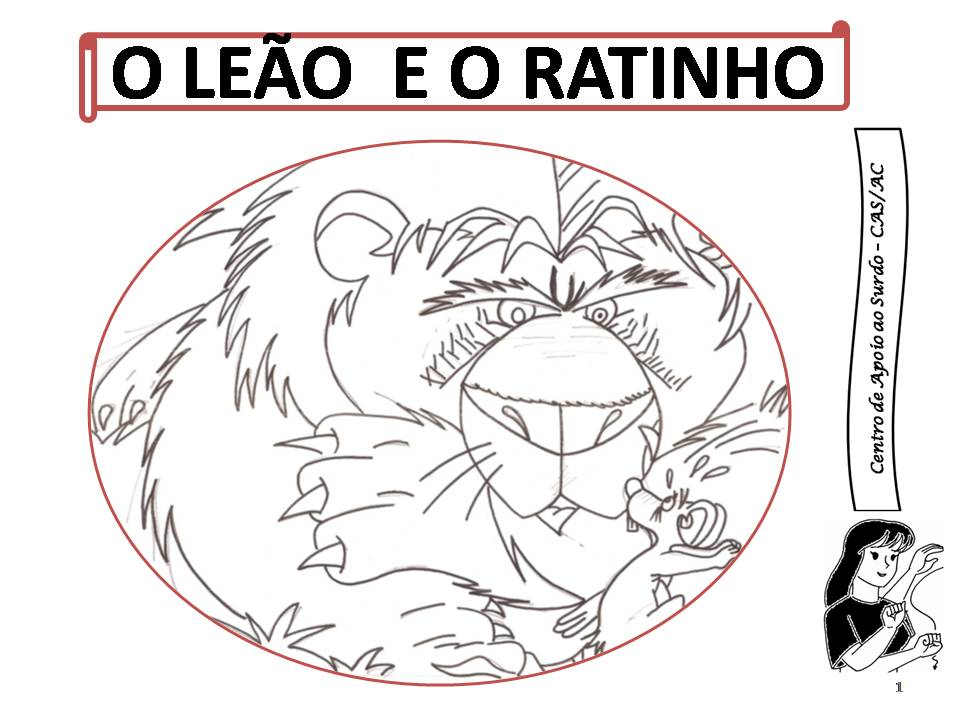 O LEÃO E O RATINHO
Centro de Apoio ao Surdo - CAS/AC
1